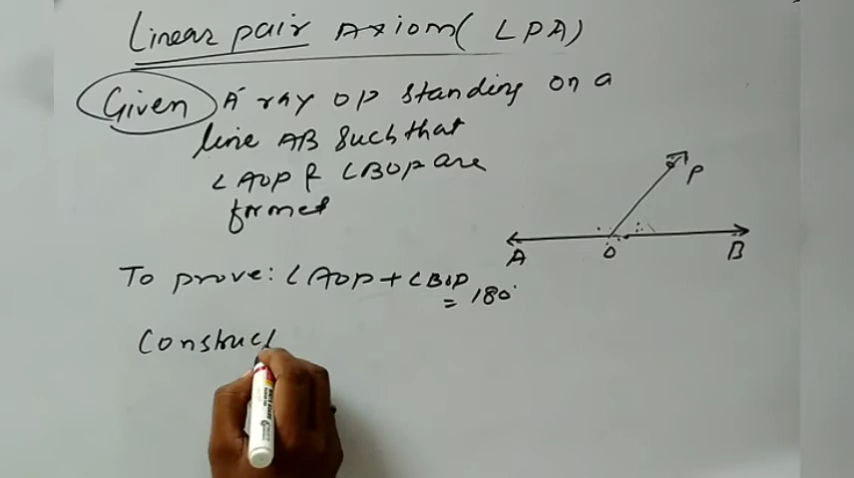 Linear pair Axiom (LPA)
Given A ray OP standing on a
line AB such that
∠AOP & ∠BOP are
formed
P
A O B
To prove: ∠AOP + ∠BOP
= 180°
Construct